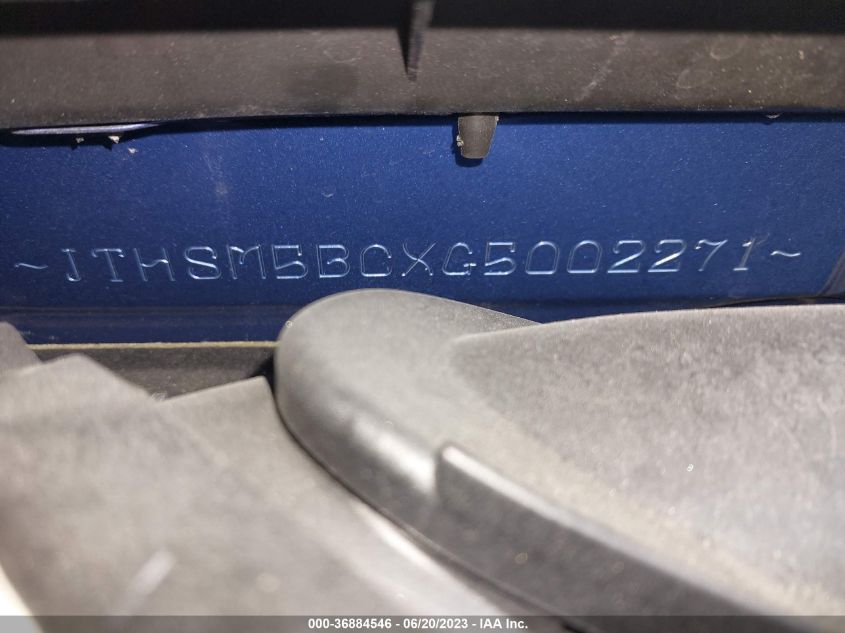 ~JTHSM5BCXG5002271~
000-36884546 - 06/20/2023 - IAA Inc.